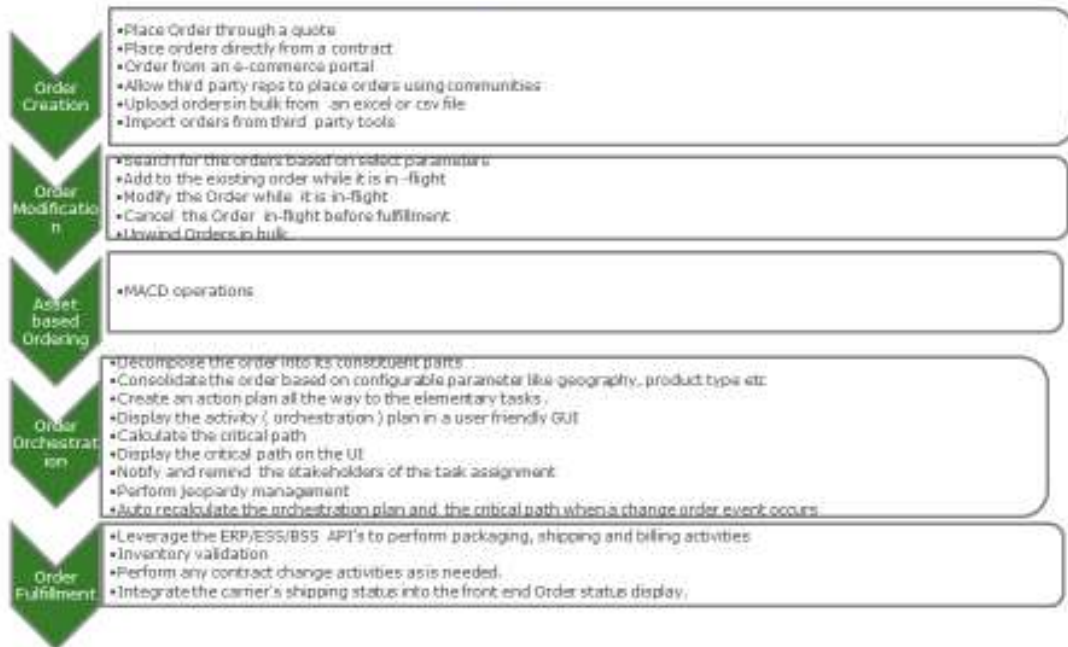 Order
Creation
•Place Order through a quote
•Place orders directly from a contract
•Order from an e-commerce portal
•Allow third party reps to place orders using communities
•Upload orders in bulk from an excel or csv file
•Import orders from third party tools
Order
Modificatio
n
•Search for the orders based on select parameters
•Add to the existing order while it is in -flight
•Modify the Order while it is in-flight
•Cancel the Order in-flight before fulfillment
•Unwind Orders in bulk
Asset
based
Ordering
•MACD operations
Order
Orchestrat
ion
•Decompose the order into its constituent parts
•Consolidate the order based on configurable parameter like geography, product type etc
•Create an action plan all the way to the elementary tasks .
•Display the activity ( orchestration ) plan in a user friendly GUI
•Calculate the critical path
•Display the critical path on the UI
•Notify and remind the stakeholders of the task assignment
•Perform jeopardy management
•Auto recalculate the orchestration plan and the critical path when a change order event occurs
Order
Fulfillment
•Leverage the ERP/ESS/BSS API's to perform packaging, shipping and billing activities
•Inventory validation
•Perform any contract change activities as is needed.
•Integrate the carrier's shipping status into the front end Order status display.